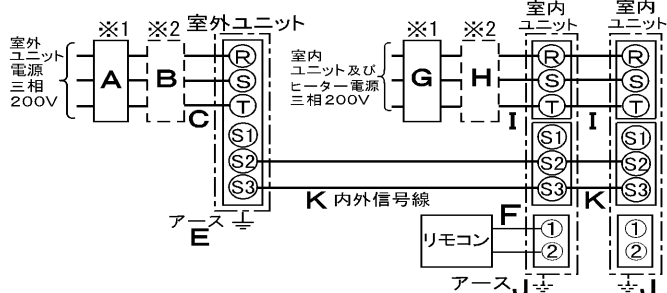 ※1 ※2 室外ユニット
室外
ユニット
電源
三相
200V
A B C
R
S
T
S1
S2
S3
アース
E
※1 ※2
室内
ユニット及び
ヒーター電源
三相200V
G H I I
室内
ユニット
R
S
T
S1
S2
S3
1
2
室内
ユニット
R
S
T
S1
S2
S3
1
2
K 内外信号線
K
F
リモコン
アース J
J